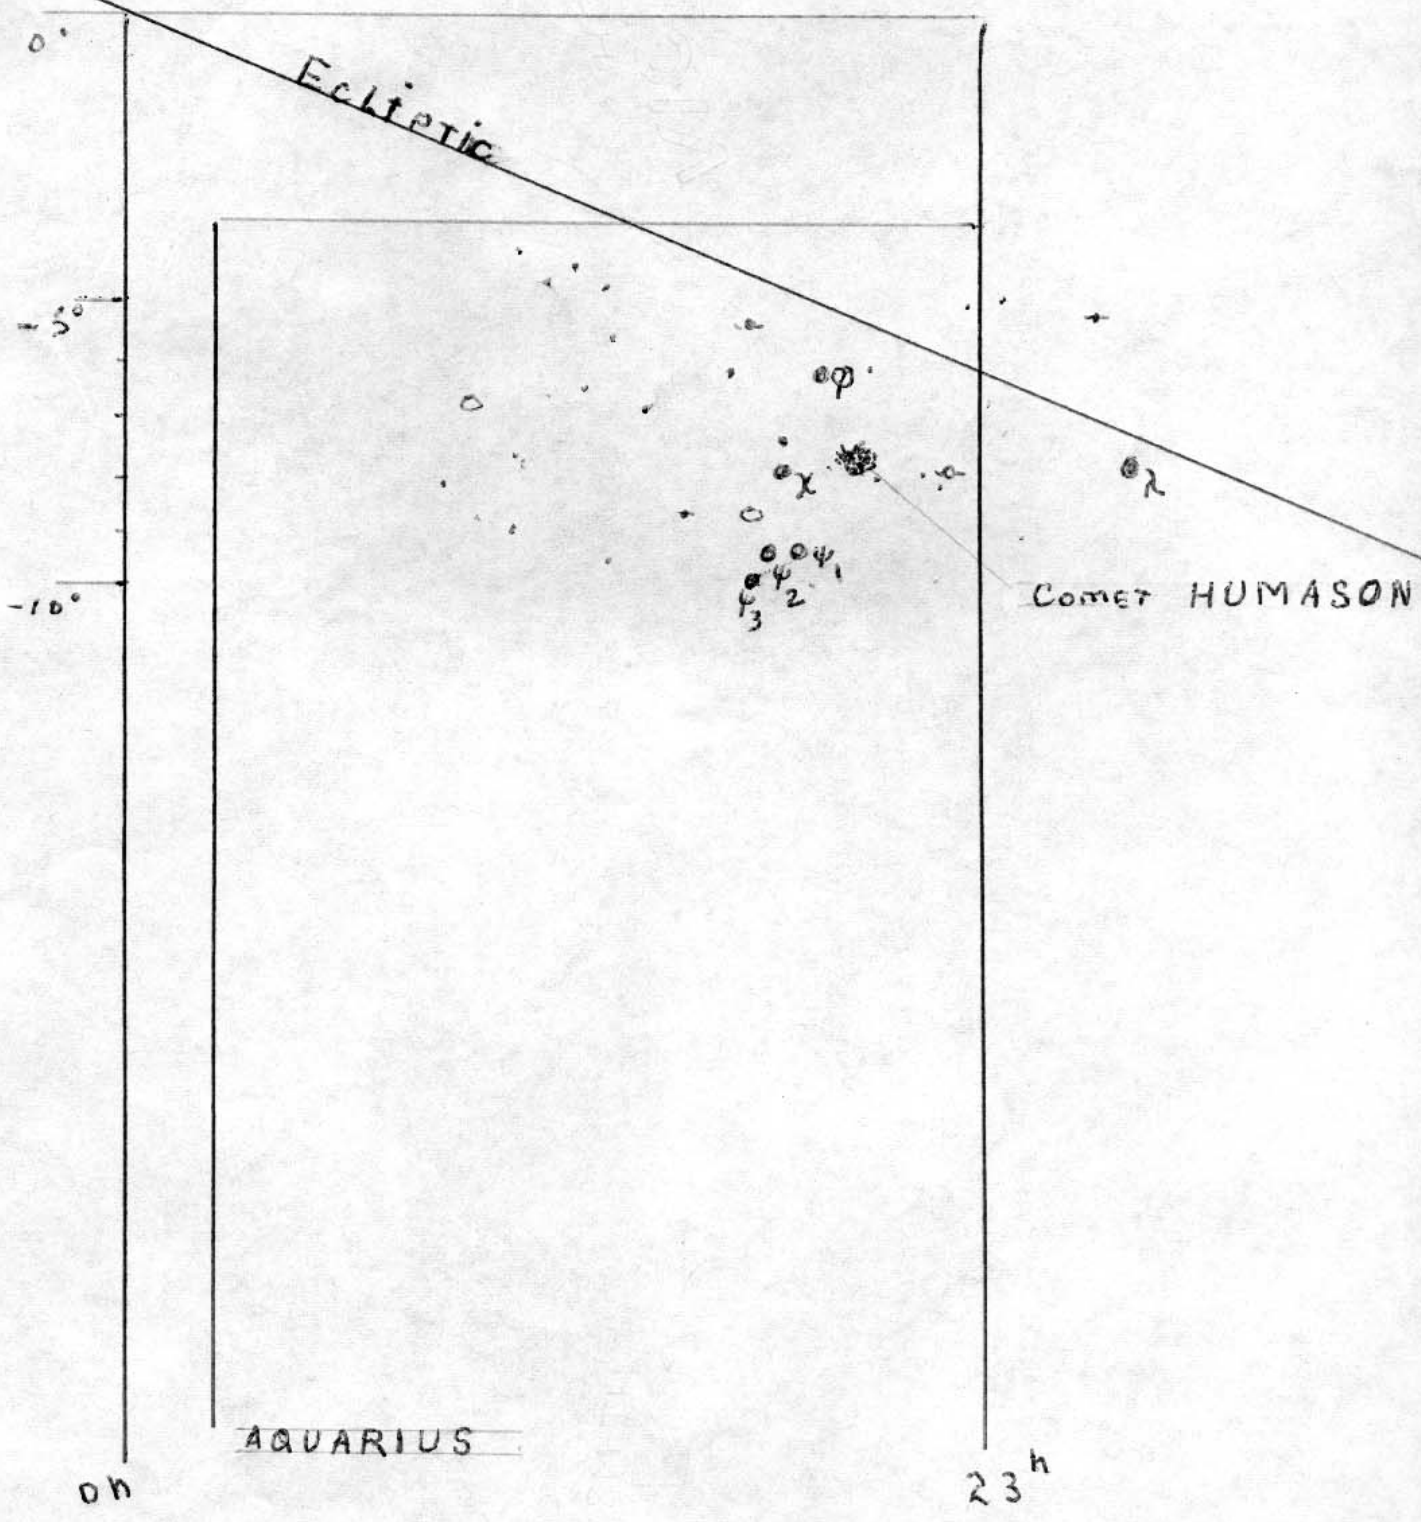 0°
Ecliptic
-5°
φ
χ
λ
ψ1
ψ2
ψ3
-10°
Comet HUMASON
AQUARIUS
0h
23h